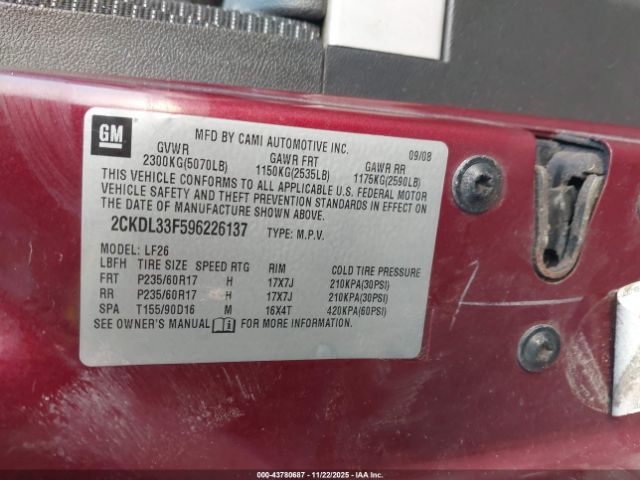 GM
MFD BY CAMI AUTOMOTIVE INC. 09/08
GVWR GAWR FRT GAWR RR
2300KG(5070LB) 1150KG(2535LB) 1175KG(2590LB)
THIS VEHICLE CONFORMS TO ALL APPLICABLE U.S. FEDERAL MOTOR
VEHICLE SAFETY AND THEFT PREVENTION STANDARDS IN EFFECT ON
THE DATE OF MANUFACTURE SHOWN ABOVE.
2CKDL33F596226137 TYPE: M.P.V.
MODEL: LF26
LBFH TIRE SIZE SPEED RTG RIM COLD TIRE PRESSURE
FRT P235/60R17 H 17X7J 210KPA(30PSI)
RR P235/60R17 H 17X7J 210KPA(30PSI)
SPA T155/90D16 M 16X4T 420KPA(60PSI)
SEE OWNER'S MANUAL FOR MORE INFORMATION.
000-43780687 - 11/22/2025 - IAAI.COM